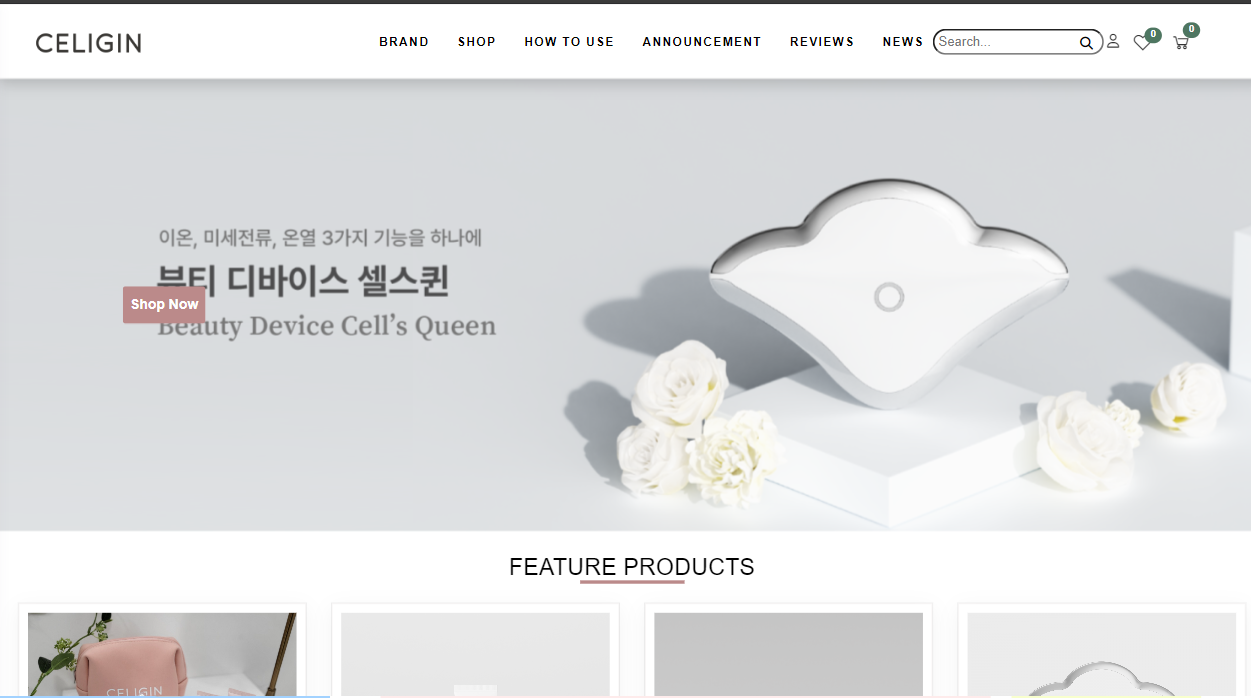 CELIGIN
BRAND SHOP HOW TO USE ANNOUNCEMENT REVIEWS NEWS Search... 0 0
이온, 미세전류, 온열 3가지 기능을 하나에
뷰티 디바이스 셀스퀸
Shop Now
Beauty Device Cell's Queen
FEATURE PRODUCTS
CELIGIN